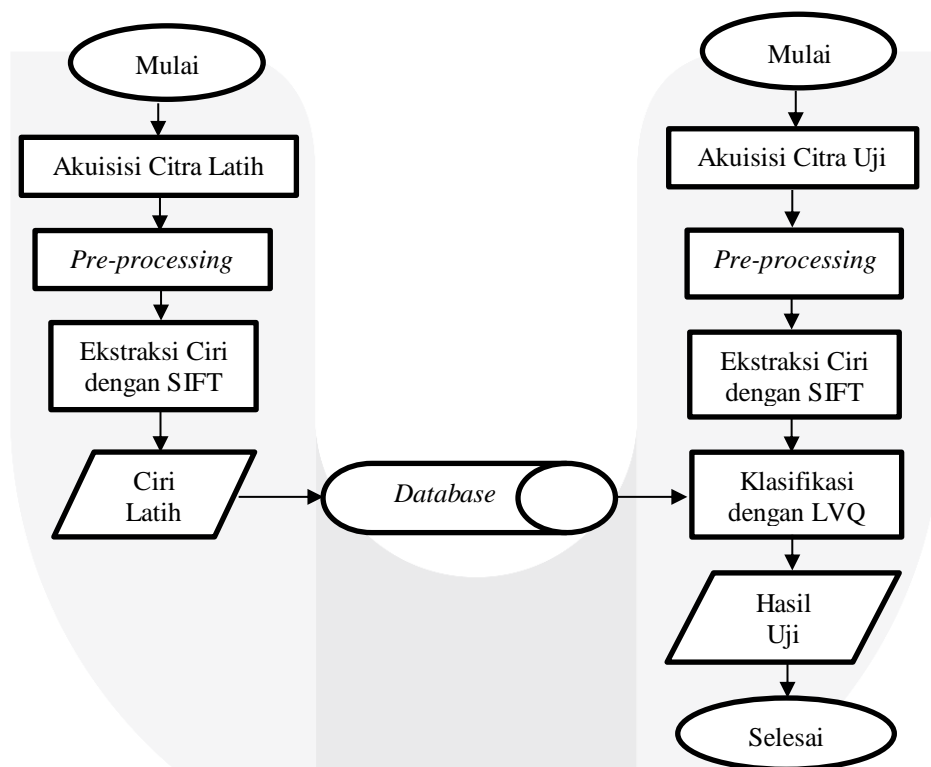 Mulai
Akuisisi Citra Latih
Pre-processing
Ekstraksi Ciri
dengan SIFT
Ciri
Latih
Database
Mulai
Akuisisi Citra Uji
Pre-processing
Ekstraksi Ciri
dengan SIFT
Klasifikasi
dengan LVQ
Hasil
Uji
Selesai